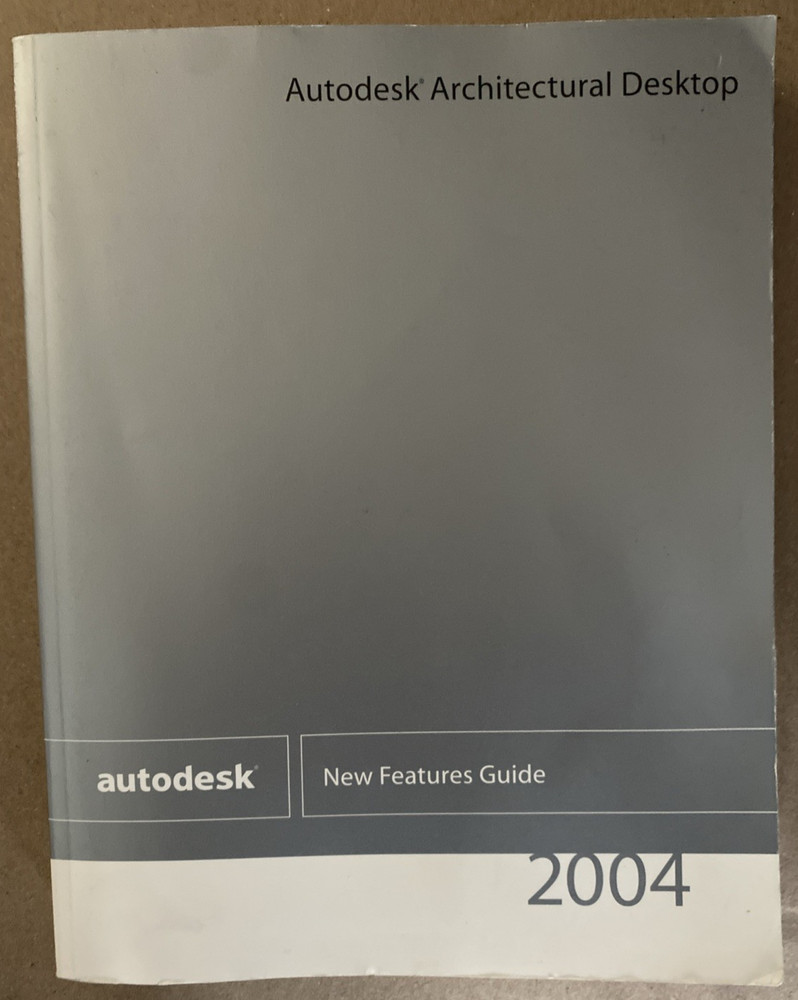 Autodesk® Architectural Desktop
autodesk®
New Features Guide
2004